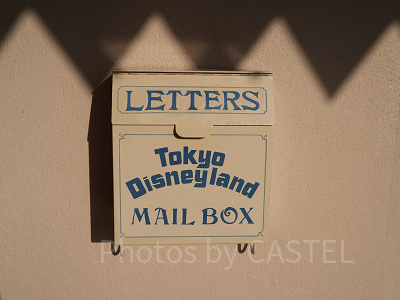 LETTERS
Tokyo
Disneyland
MAIL BOX
Photos by CASTEL